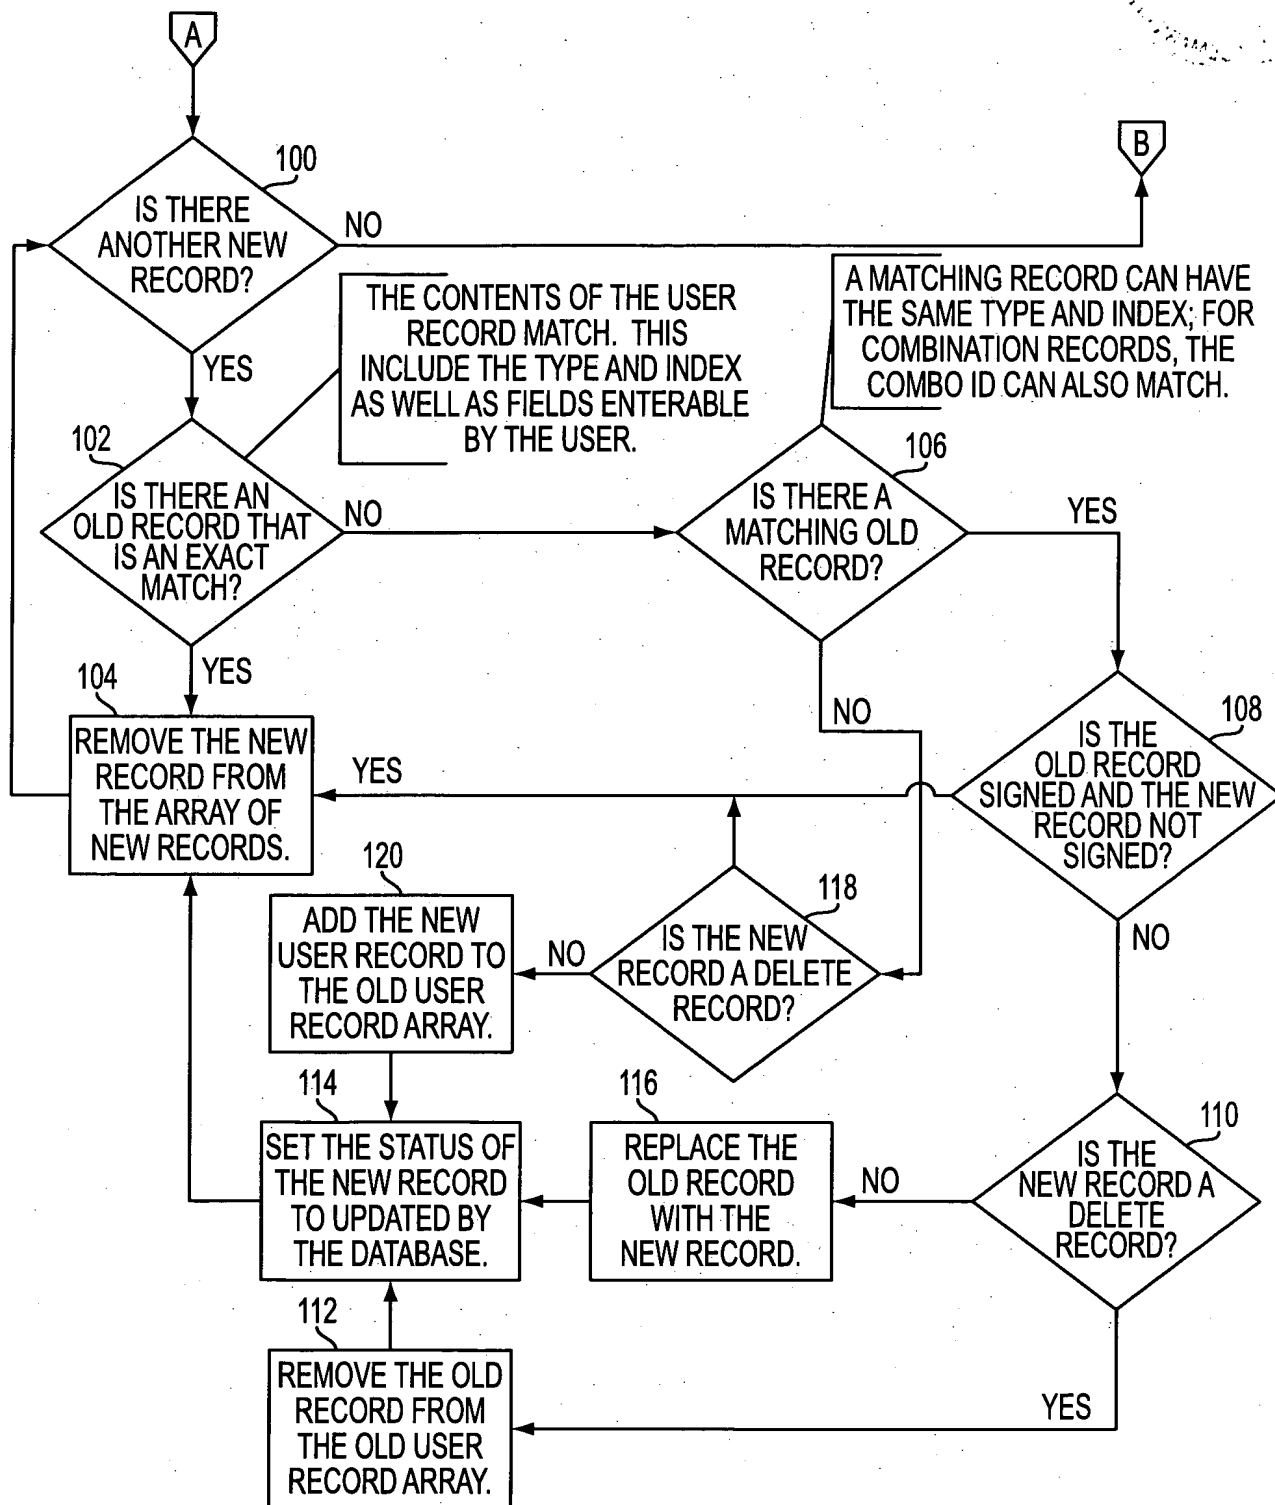 A
100
IS THERE
ANOTHER NEW
RECORD?
NO
B
YES
THE CONTENTS OF THE USER
RECORD MATCH. THIS
INCLUDE THE TYPE AND INDEX
AS WELL AS FIELDS ENTERABLE
BY THE USER.
A MATCHING RECORD CAN HAVE
THE SAME TYPE AND INDEX; FOR
COMBINATION RECORDS, THE
COMBO ID CAN ALSO MATCH.
102
IS THERE AN
OLD RECORD THAT
IS AN EXACT
MATCH?
NO
YES
106
IS THERE A
MATCHING OLD
RECORD?
YES
NO
104
REMOVE THE NEW
RECORD FROM
THE ARRAY OF
NEW RECORDS.
YES
108
IS THE
OLD RECORD
SIGNED AND THE NEW
RECORD NOT
SIGNED?
NO
120
ADD THE NEW
USER RECORD TO
THE OLD USER
RECORD ARRAY.
NO
118
IS THE NEW
RECORD A DELETE
RECORD?
114
SET THE STATUS OF
THE NEW RECORD
TO UPDATED BY
THE DATABASE.
116
REPLACE THE
OLD RECORD
WITH THE
NEW RECORD.
NO
110
IS THE
NEW RECORD A
DELETE
RECORD?
YES
112
REMOVE THE OLD
RECORD FROM
THE OLD USER
RECORD ARRAY.